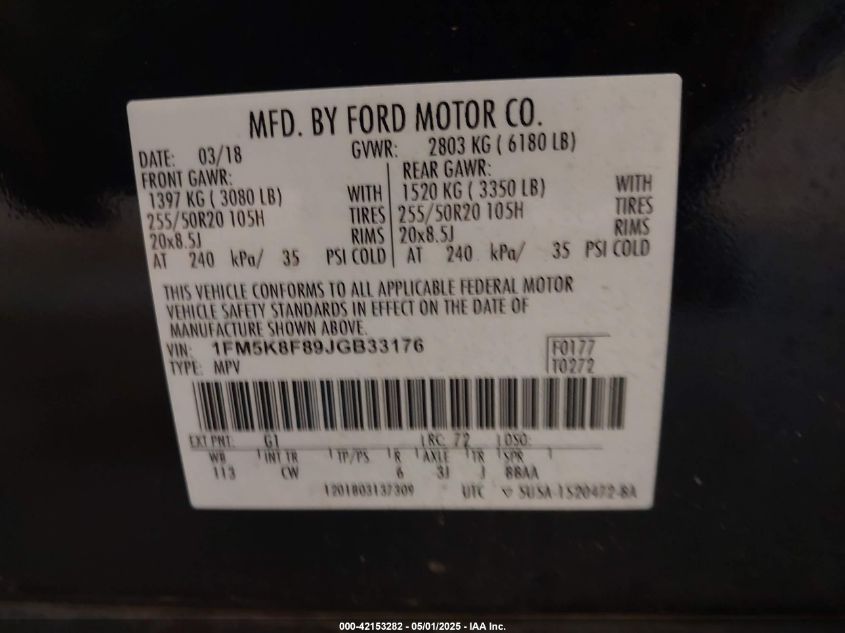 MFD. BY FORD MOTOR CO.
DATE: 03/18 GVWR: 2803 KG ( 6180 LB)
FRONT GAWR: REAR GAWR:
1397 KG ( 3080 LB) WITH 1520 KG ( 3350 LB) WITH
255/50R20 105H TIRES 255/50R20 105H TIRES
20x8.5J RIMS 20x8.5J RIMS
AT 240 kPa/ 35 PSI COLD AT 240 kPa/ 35 PSI COLD
THIS VEHICLE CONFORMS TO ALL APPLICABLE FEDERAL MOTOR
VEHICLE SAFETY STANDARDS IN EFFECT ON THE DATE OF
MANUFACTURE SHOWN ABOVE.
VIN: 1FM5K8F89JGB33176 F0177
TYPE: MPV T0272
EXT PNT: G1 RC: 72 DSO:
WB INT TR TP/PS R AXLE TR SPR
113 CW 6 3J J BBAA
1201803137309 UTC 5U5A-1520472-BA
000-42153282 - 05/01/2025 - IAA Inc.